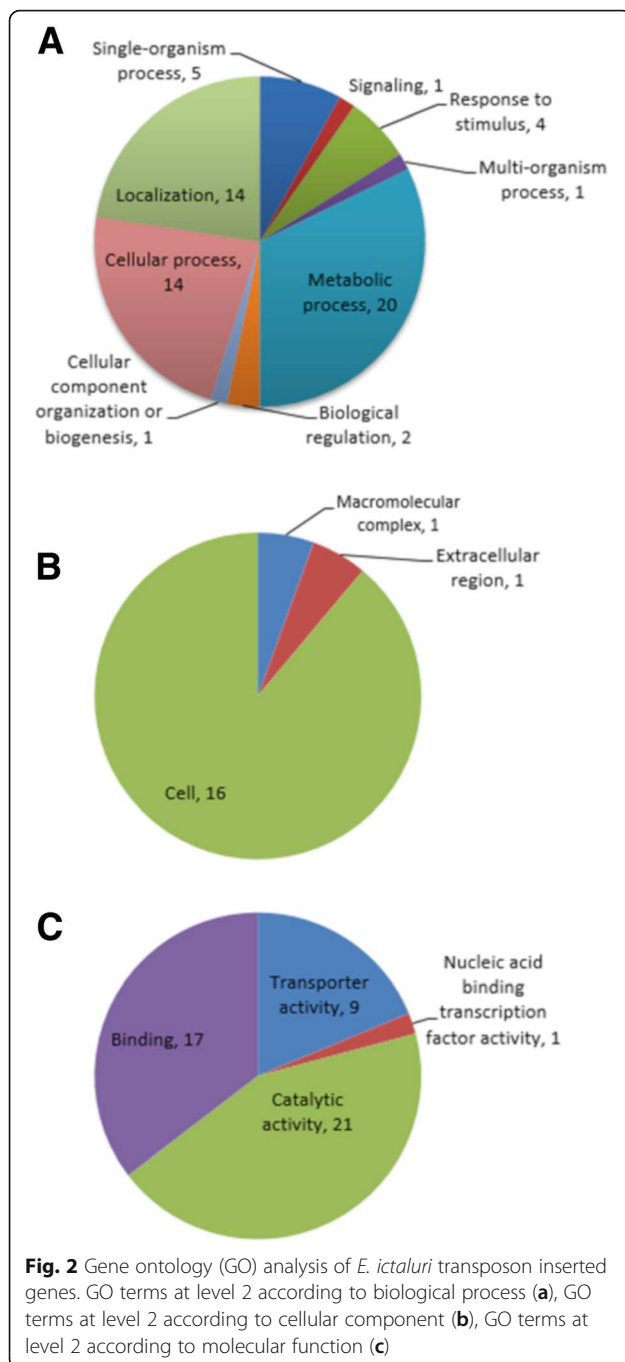 A
Single-organism
process, 5
Signaling, 1
Response to
stimulus, 4
Multi-organism
process, 1
Localization, 14
Cellular process,
14
Metabolic
process, 20
Cellular
component
organization or
biogenesis, 1
Biological
regulation, 2
B
Macromolecular
complex, 1
Extracellular
region, 1
Cell, 16
C
Transporter
activity, 9
Nucleic acid
binding
transcription
factor activity, 1
Binding, 17
Catalytic
activity, 21
Fig. 2 Gene ontology (GO) analysis of E. ictaluri transposon inserted
genes. GO terms at level 2 according to biological process (a), GO
terms at level 2 according to cellular component (b), GO terms at
level 2 according to molecular function (c)